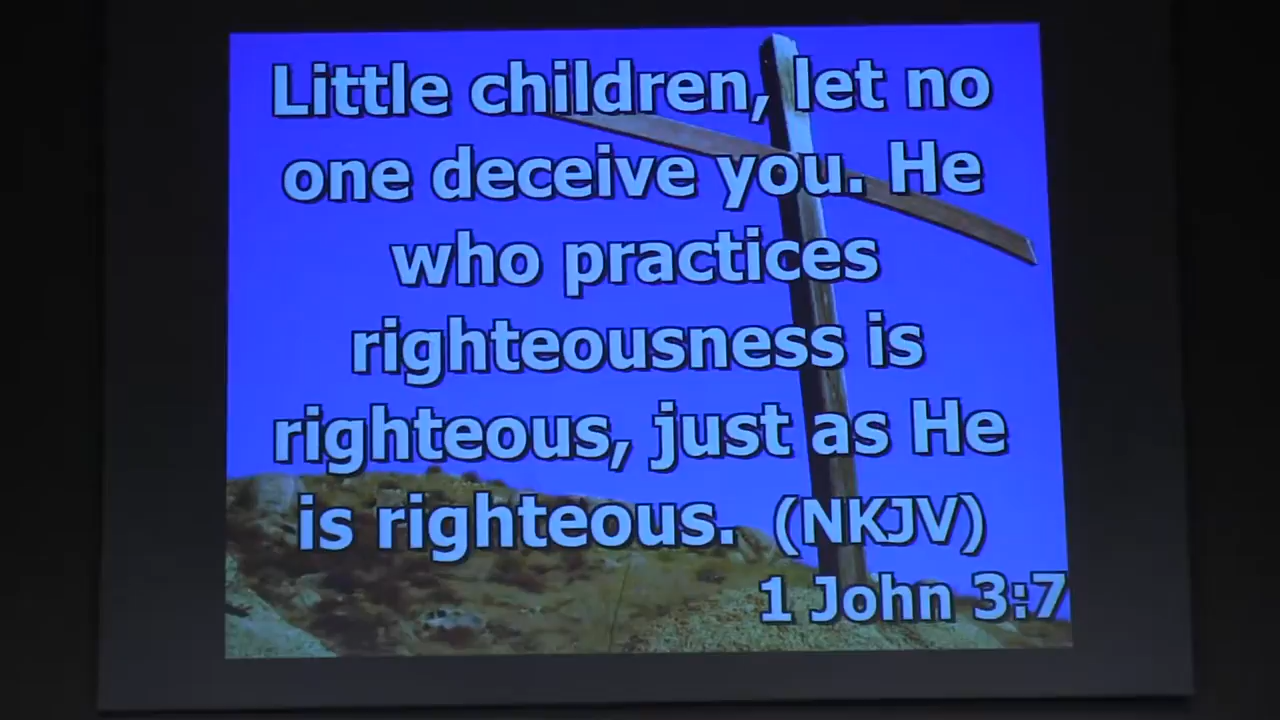 Little children, let no
one deceive you. He
who practices
righteousness is
righteous, just as He
is righteous. (NKJV)
1 John 3:7